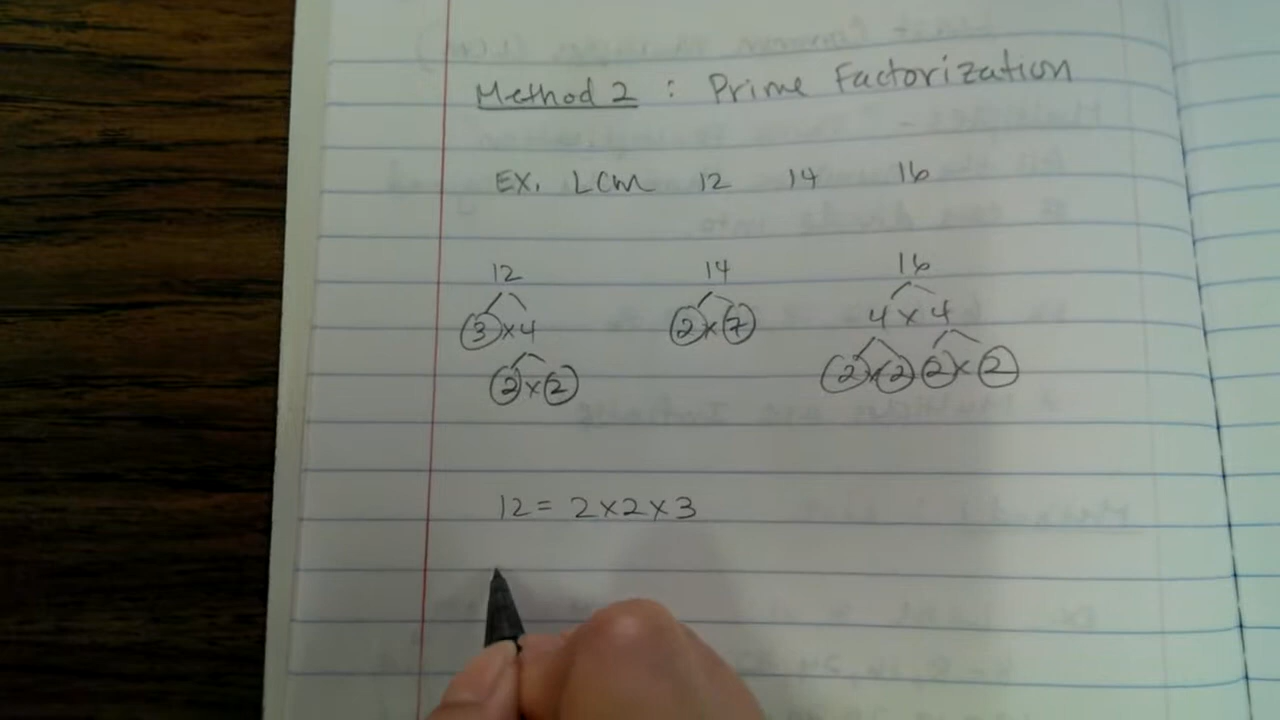 Method 2 : Prime Factorization
EX. LCM 12 14 16
12 14 16
3 x 4 2 x 7 4 x 4
2 x 2 2 x 2 2 x 2
12 = 2 x 2 x 3